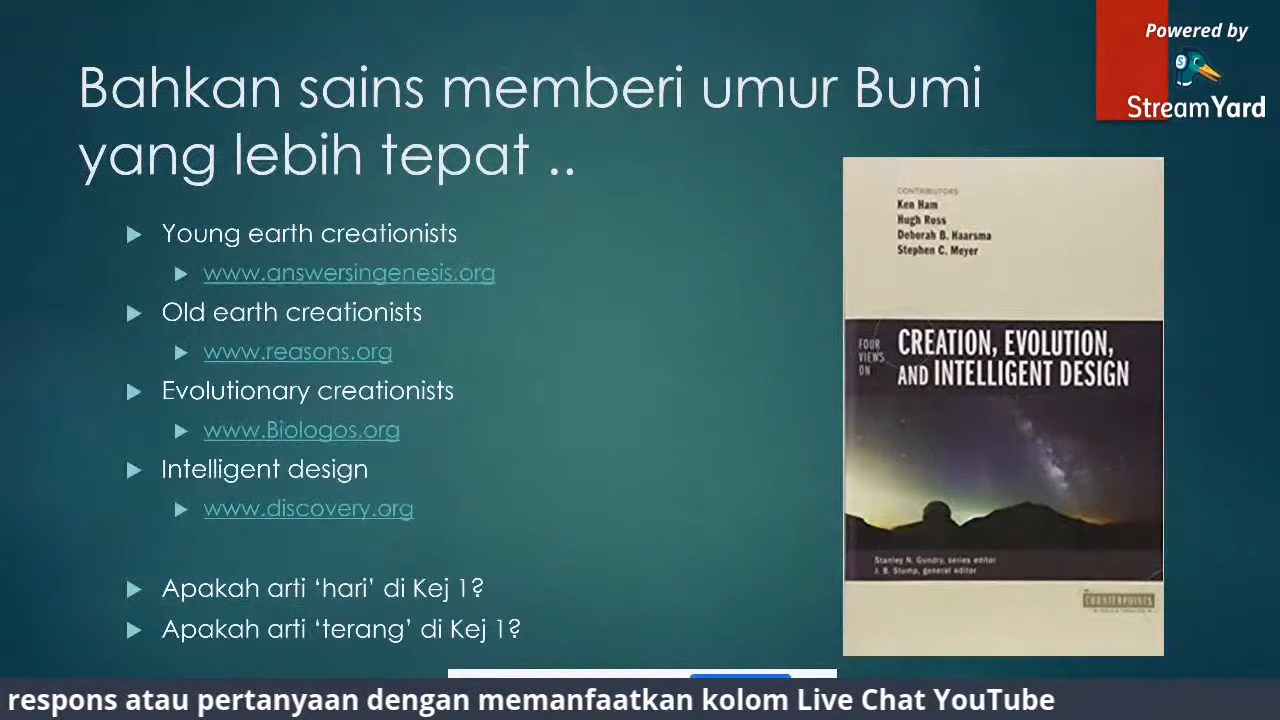 Powered by
StreamYard
Bahkan sains memberi umur Bumi
yang lebih tepat ..
Young earth creationists
www.answersingenesis.org
Old earth creationists
www.reasons.org
Evolutionary creationists
www.Biologos.org
Intelligent design
www.discovery.org
Apakah arti ‘hari’ di Kej 1?
Apakah arti ‘terang’ di Kej 1?
CONTRIBUTORS
Ken Ham
Hugh Ross
Deborah B. Haarsma
Stephen C. Meyer
FOUR
VIEWS
ON
CREATION, EVOLUTION,
AND INTELLIGENT DESIGN
Stanley N. Gundry, series editor
J. B. Stump, general editor
COUNTERPOINTS
respons atau pertanyaan dengan memanfaatkan kolom Live Chat YouTube